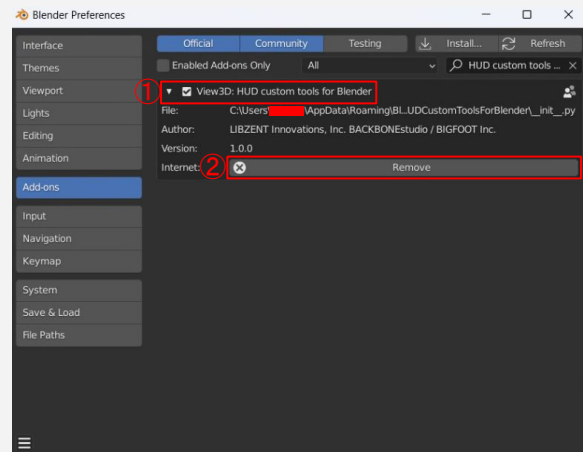 Blender Preferences
Interface
Themes
Viewport
Lights
Editing
Animation
Add-ons
Input
Navigation
Keymap
System
Save & Load
File Paths
Official Community Testing Install... Refresh
Enabled Add-ons Only All HUD custom tools ...
① View3D: HUD custom tools for Blender
File: C:\Users\ \AppData\Roaming\Bl...UDCustomToolsForBlender\__init__.py
Author: LIBZENT Innovations, Inc. BACKBONEstudio / BIGFOOT Inc.
Version: 1.0.0
Internet: ② Remove